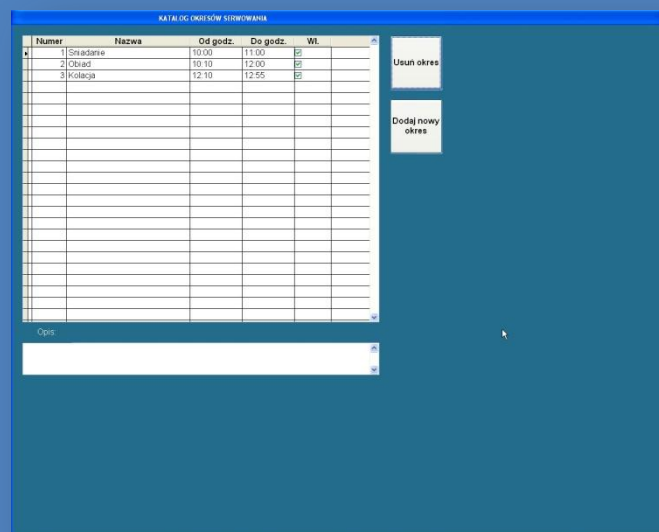 KATALOG OKRESÓW SERWOWANIA
Numer Nazwa Od godz. Do godz. Wł.
1 Śniadanie 10:00 11:00
2 Obiad 10:10 12:00
3 Kolacja 12:10 12:55
Usuń okres
Dodaj nowy
okres
Opis: